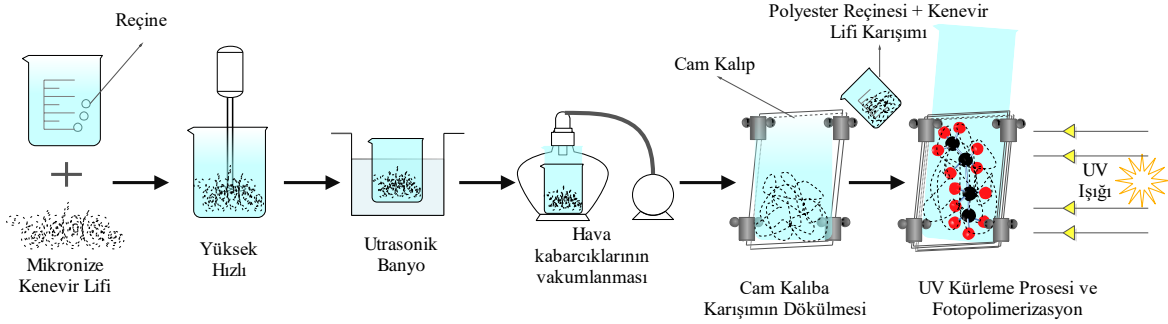 Reçine
Mikronize
Kenevir Lifi
Yüksek
Hızlı
Utrasonik
Banyo
Hava
kabarcıklarının
vakumlanması
Cam Kalıp
Polyester Reçinesi + Kenevir
Lifi Karışımı
Cam Kalıba
Karışımın Dökülmesi
UV
Işığı
UV Kürleme Prosesi ve
Fotopolimerizasyon